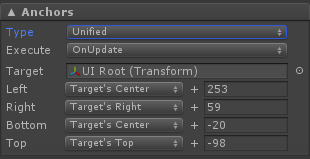 ▲ Anchors
Type Unified
Execute OnUpdate
Target UI Root (Transform)
Left Target's Center + 253
Right Target's Right + 59
Bottom Target's Center + -20
Top Target's Top + -98